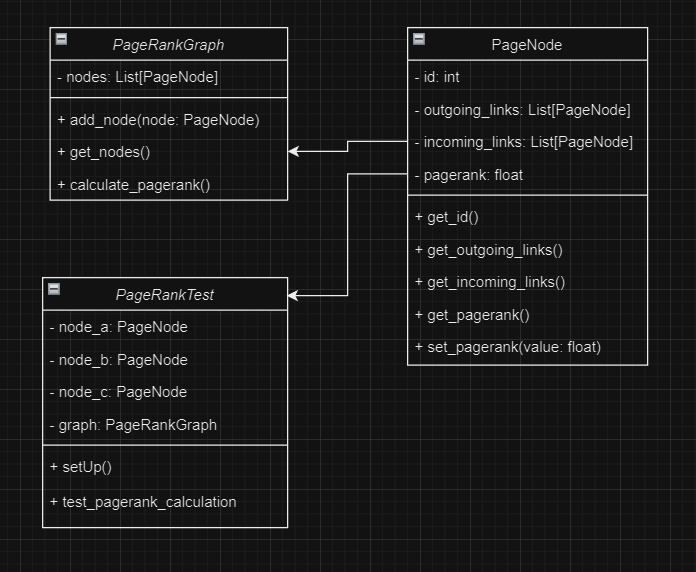 PageRankGraph
- nodes: List[PageNode]
+ add_node(node: PageNode)
+ get_nodes()
+ calculate_pagerank()
PageNode
- id: int
- outgoing_links: List[PageNode]
- incoming_links: List[PageNode]
- pagerank: float
+ get_id()
+ get_outgoing_links()
+ get_incoming_links()
+ get_pagerank()
+ set_pagerank(value: float)
PageRankTest
- node_a: PageNode
- node_b: PageNode
- node_c: PageNode
- graph: PageRankGraph
+ setUp()
+ test_pagerank_calculation